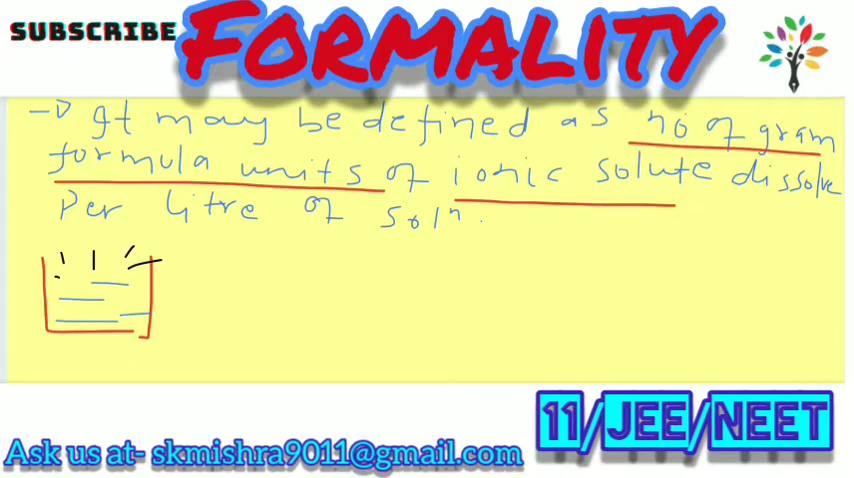 SUBSCRIBE
FORMALITY
→ It may be defined as no of gram
formula units of ionic solute dissolve
Per litre of solⁿ.
11/JEE/NEET
Ask us at- skmishra9011@gmail.com